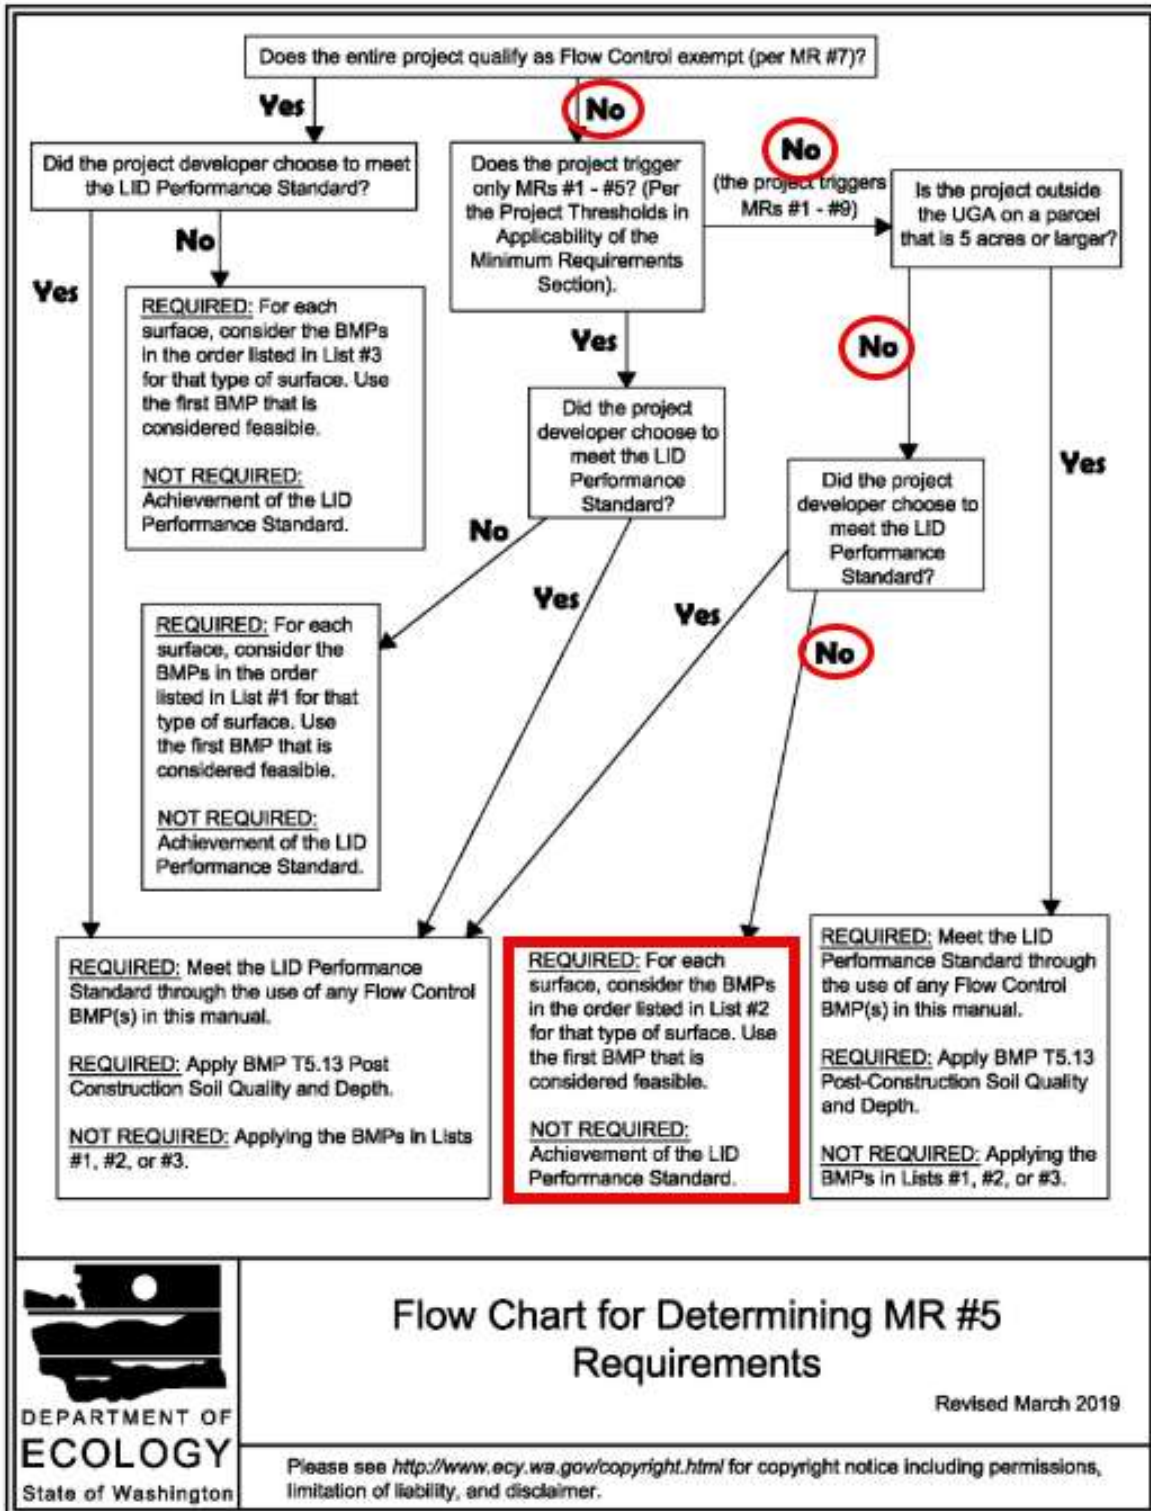 Does the entire project qualify as Flow Control exempt (per MR #7)?
Yes
No
Did the project developer choose to meet
the LID Performance Standard?
Does the project trigger
only MRs #1 - #5? (Per
the Project Thresholds in
Applicability of the
Minimum Requirements
Section).
No
(the project triggers
MRs #1 - #9)
Is the project outside
the UGA on a parcel
that is 5 acres or larger?
No
Yes
REQUIRED: For each
surface, consider the BMPs
in the order listed in List #3
for that type of surface. Use
the first BMP that is
considered feasible.
NOT REQUIRED:
Achievement of the LID
Performance Standard.
Yes
No
Yes
Did the project
developer choose to
meet the LID
Performance
Standard?
Did the project
developer choose to
meet the LID
Performance
Standard?
No
Yes
Yes
No
REQUIRED: For each
surface, consider the
BMPs in the order
listed in List #1 for that
type of surface. Use
the first BMP that is
considered feasible.
NOT REQUIRED:
Achievement of the LID
Performance Standard.
REQUIRED: Meet the LID Performance
Standard through the use of any Flow Control
BMP(s) in this manual.
REQUIRED: Apply BMP T5.13 Post
Construction Soil Quality and Depth.
NOT REQUIRED: Applying the BMPs in Lists
#1, #2, or #3.
REQUIRED: For each
surface, consider the BMPs
in the order listed in List #2
for that type of surface. Use
the first BMP that is
considered feasible.
NOT REQUIRED:
Achievement of the LID
Performance Standard.
REQUIRED: Meet the LID
Performance Standard through
the use of any Flow Control
BMP(s) in this manual.
REQUIRED: Apply BMP T5.13
Post-Construction Soil Quality
and Depth.
NOT REQUIRED: Applying the
BMPs in Lists #1, #2, or #3.
DEPARTMENT OF
ECOLOGY
State of Washington
Flow Chart for Determining MR #5
Requirements
Revised March 2019
Please see http://www.ecy.wa.gov/copyright.html for copyright notice including permissions,
limitation of liability, and disclaimer.